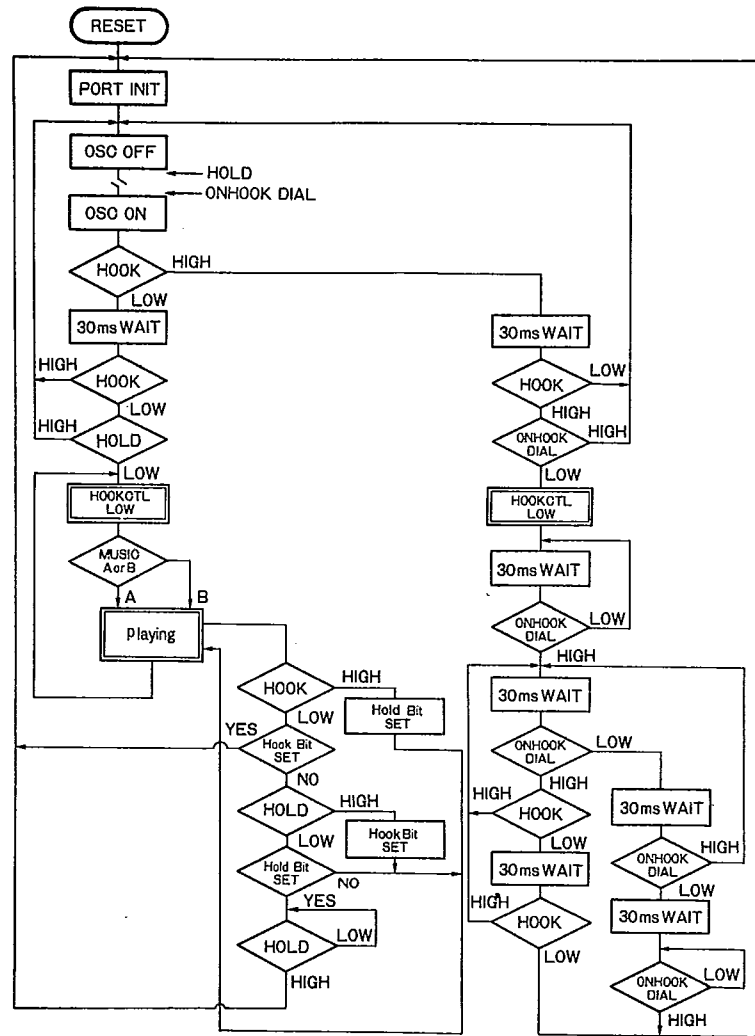 RESET
PORT INIT
OSC OFF
HOLD
ONHOOK DIAL
OSC ON
HOOK
HIGH
LOW
30ms WAIT
HIGH
HOOK
LOW
HIGH
HOLD
LOW
HOOKCTL
LOW
MUSIC
A or B
A
B
playing
HOOK
HIGH
LOW
Hold Bit
SET
YES
Hook Bit
SET
NO
HOLD
HIGH
LOW
Hook Bit
SET
Hold Bit
SET
NO
YES
HOLD
LOW
HIGH
30ms WAIT
HOOK
LOW
HIGH
ONHOOK
DIAL
HIGH
LOW
HOOKCTL
LOW
30ms WAIT
ONHOOK
DIAL
LOW
HIGH
30ms WAIT
ONHOOK
DIAL
LOW
HIGH
HIGH
HOOK
LOW
30ms WAIT
HIGH
HOOK
LOW
30ms WAIT
ONHOOK
DIAL
HIGH
LOW
30ms WAIT
ONHOOK
DIAL
LOW
HIGH